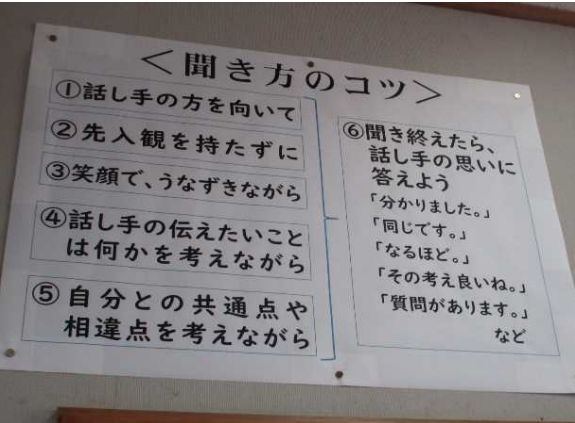 ＜聞き方のコツ＞
①話し手の方を向いて
②先入観を持たずに
③笑顔で、うなずきながら
④話し手の伝えたいこと
は何かを考えながら
⑤自分との共通点や
相違点を考えながら
⑥聞き終えたら、
話し手の思いに
答えよう
「分かりました。」
「同じです。」
「なるほど。」
「その考え良いね。」
「質問があります。」
など